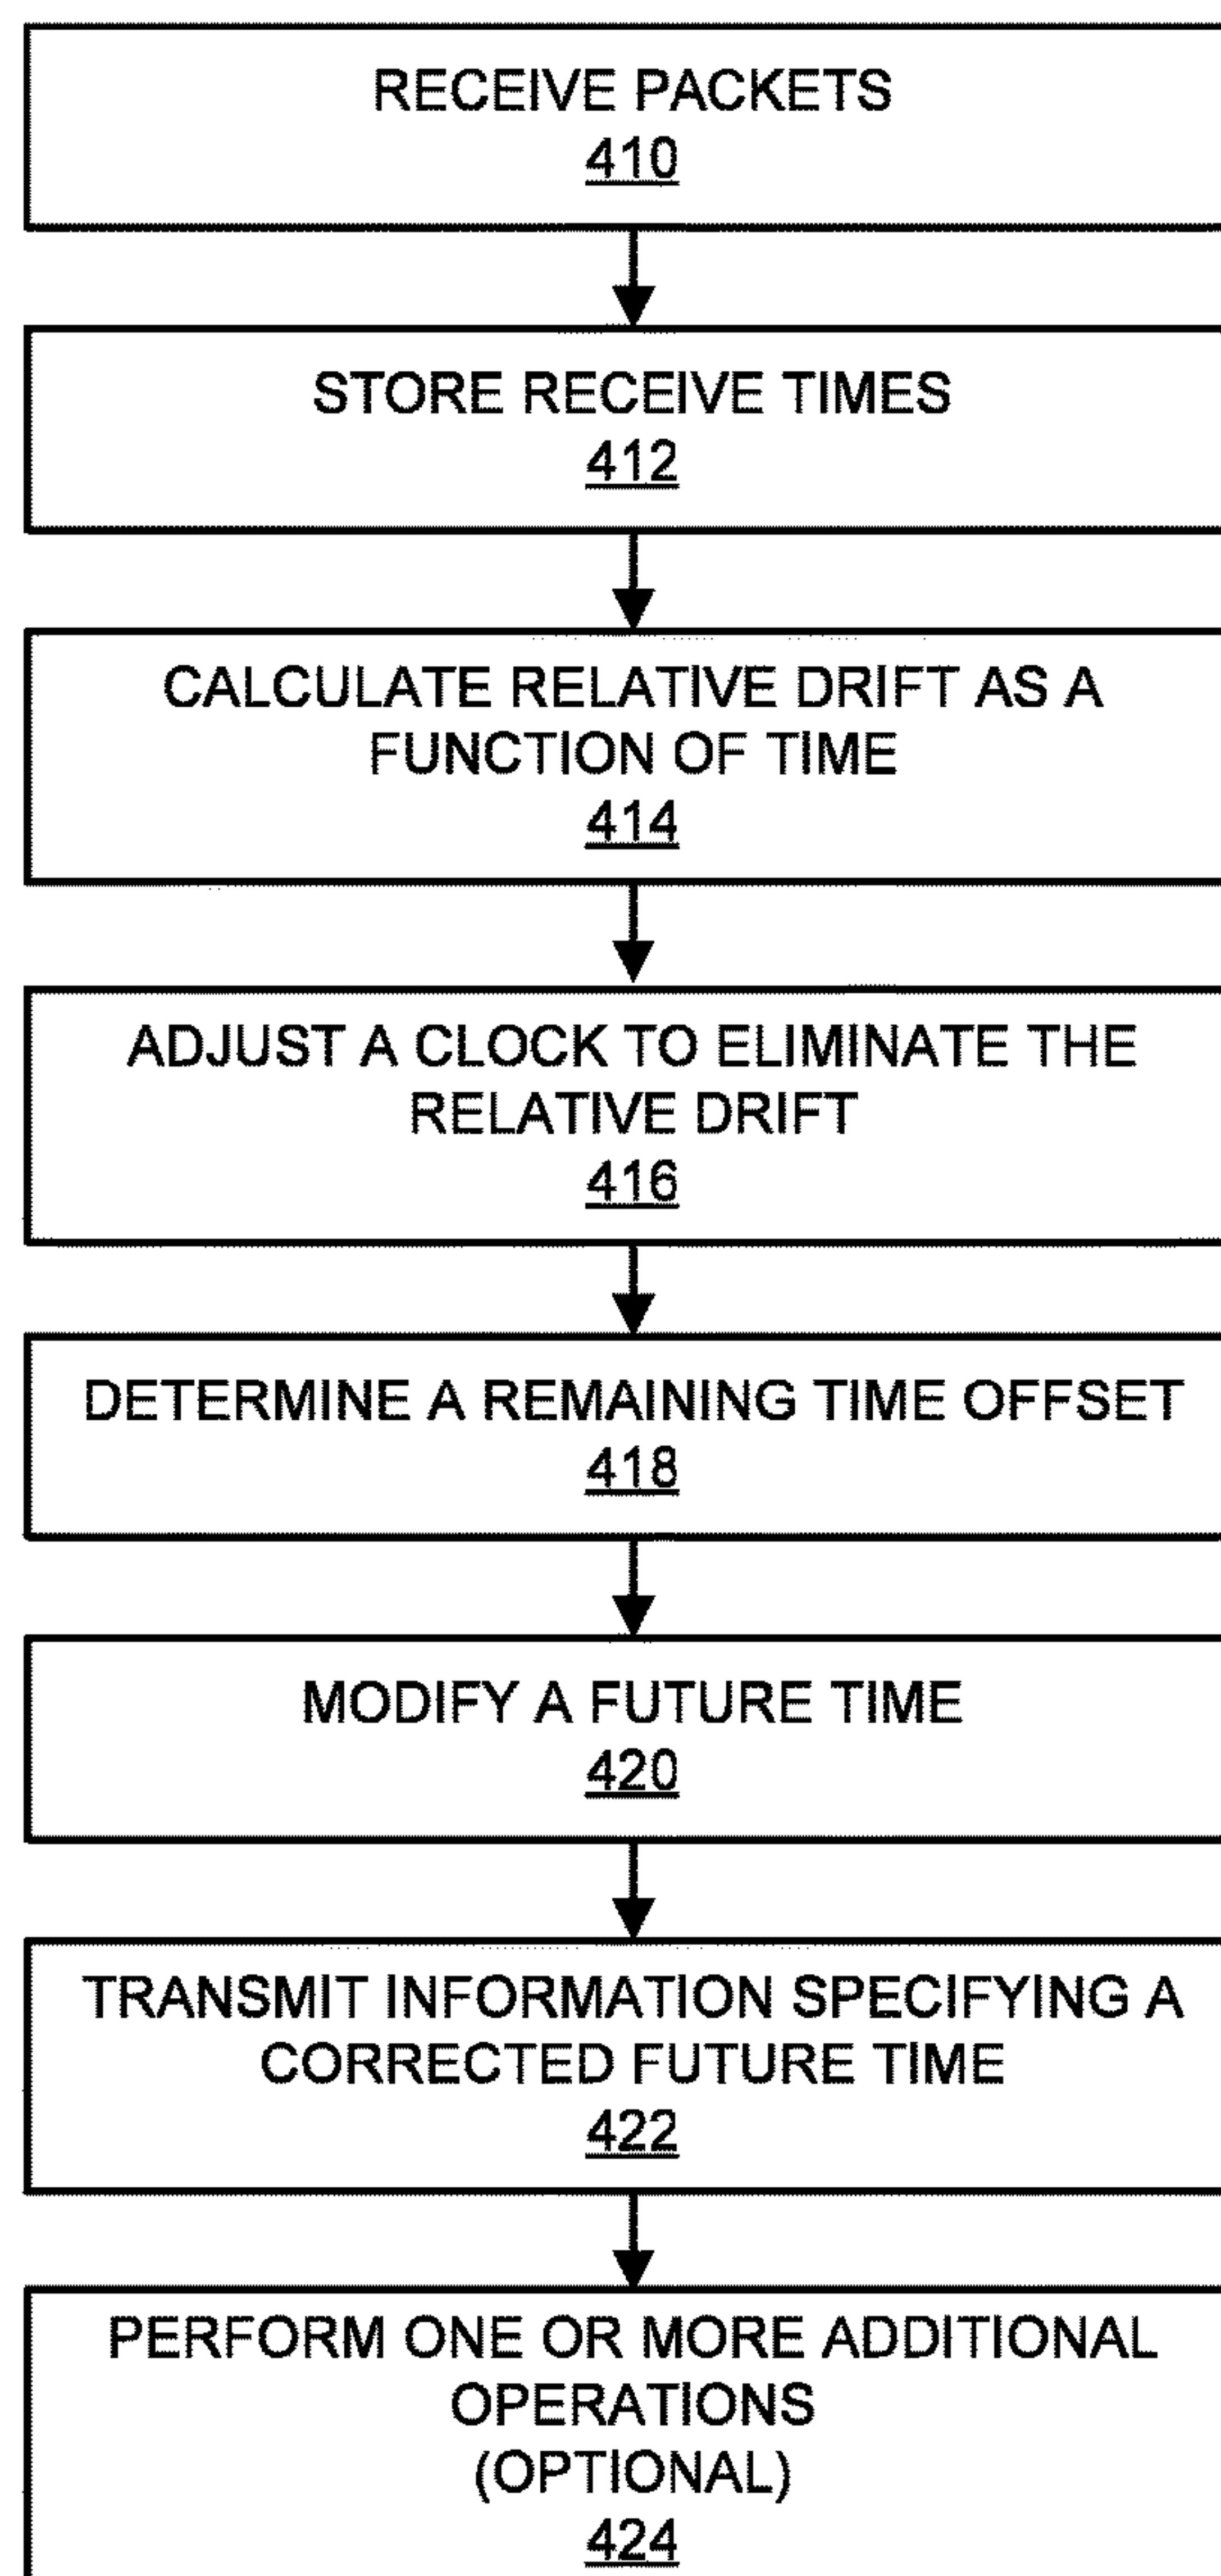 RECEIVE PACKETS
410
STORE RECEIVE TIMES
412
CALCULATE RELATIVE DRIFT AS A
FUNCTION OF TIME
414
ADJUST A CLOCK TO ELIMINATE THE
RELATIVE DRIFT
416
DETERMINE A REMAINING TIME OFFSET
418
MODIFY A FUTURE TIME
420
TRANSMIT INFORMATION SPECIFYING A
CORRECTED FUTURE TIME
422
PERFORM ONE OR MORE ADDITIONAL
OPERATIONS
(OPTIONAL)
424